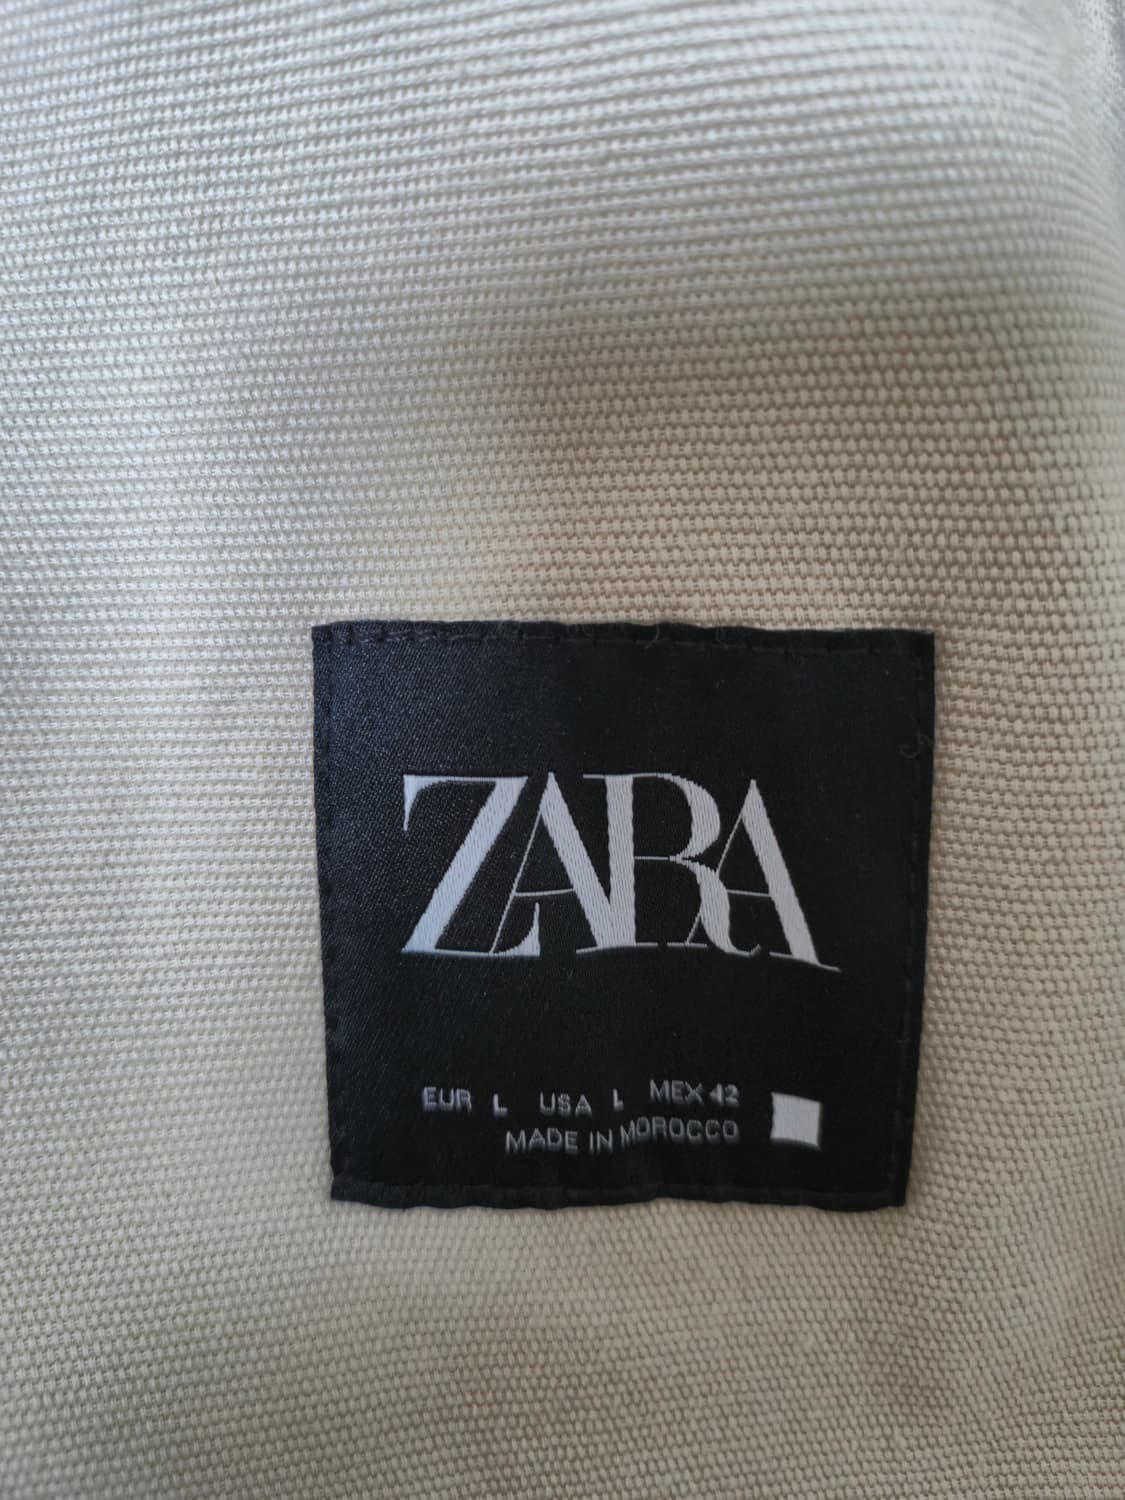 ZARA
EUR L USA L MEX 42
MADE IN MOROCCO